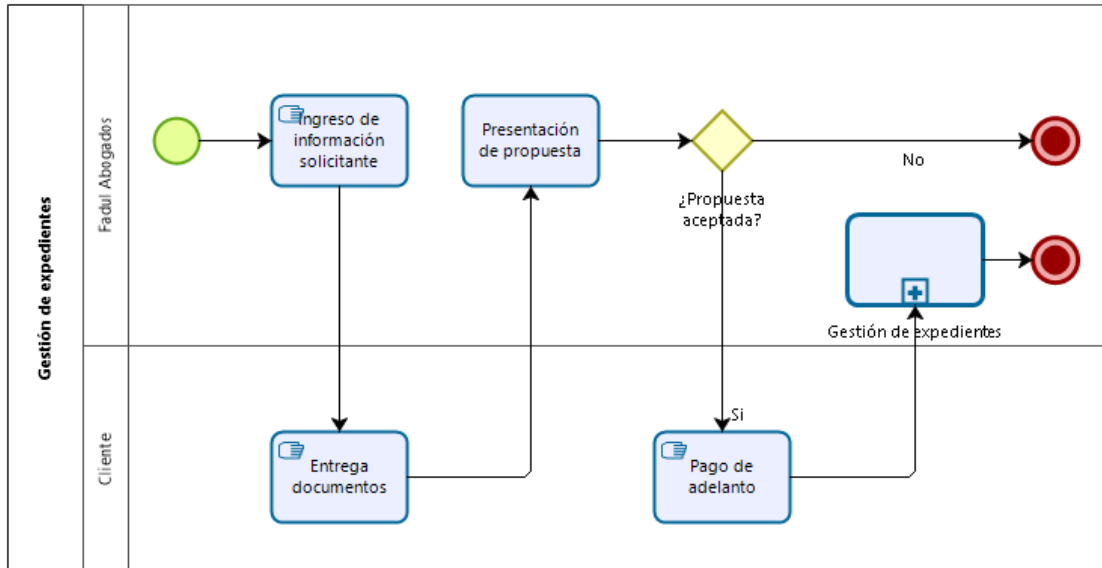 Gestión de expedientes
Fadul Abogados
Ingreso de
información
solicitante
Presentación
de propuesta
¿Propuesta
aceptada?
No
Gestión de expedientes
Cliente
Entrega
documentos
Si
Pago de
adelanto